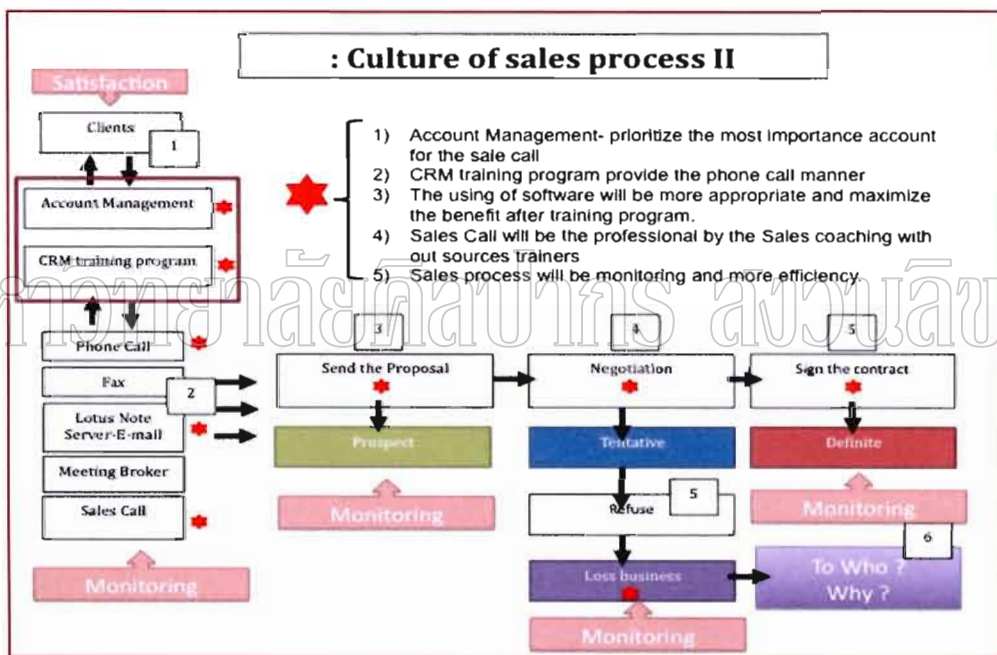 : Culture of sales process II
Satisfaction
Clients
1
Account Management
CRM training program
1) Account Management- prioritize the most importance account
for the sale call
2) CRM training program provide the phone call manner
3) The using of software will be more appropriate and maximize
the benefit after training program.
4) Sales Call will be the professional by the Sales coaching with
out sources trainers
5) Sales process will be monitoring and more efficiency.
Phone Call
Fax
2
Lotus Note
Server-E-mail
Meeting Broker
Sales Call
Monitoring
3
Send the Proposal
Prospect
Monitoring
4
Negotiation
Tentative
5
Refuse
Loss business
Monitoring
5
Sign the contract
Definite
Monitoring
6
To Who ?
Why ?